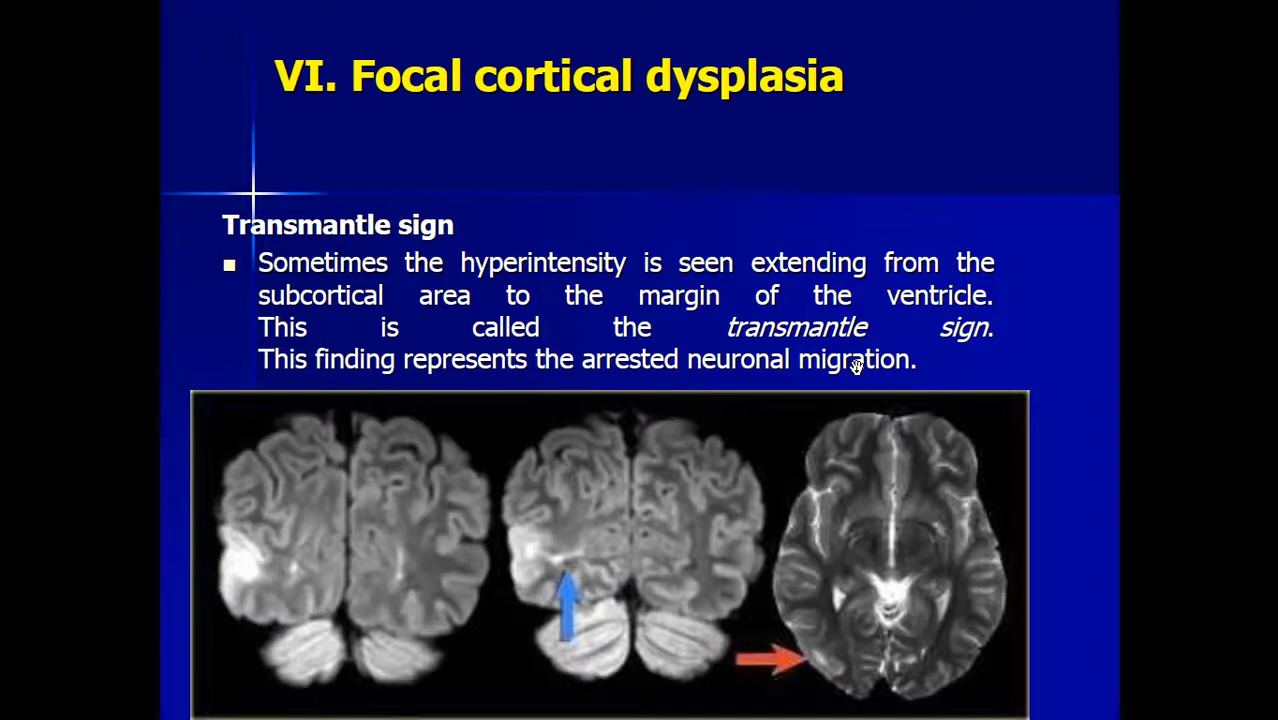 VI. Focal cortical dysplasia
Transmantle sign
Sometimes the hyperintensity is seen extending from the
subcortical area to the margin of the ventricle.
This is called the transmantle sign.
This finding represents the arrested neuronal migration.